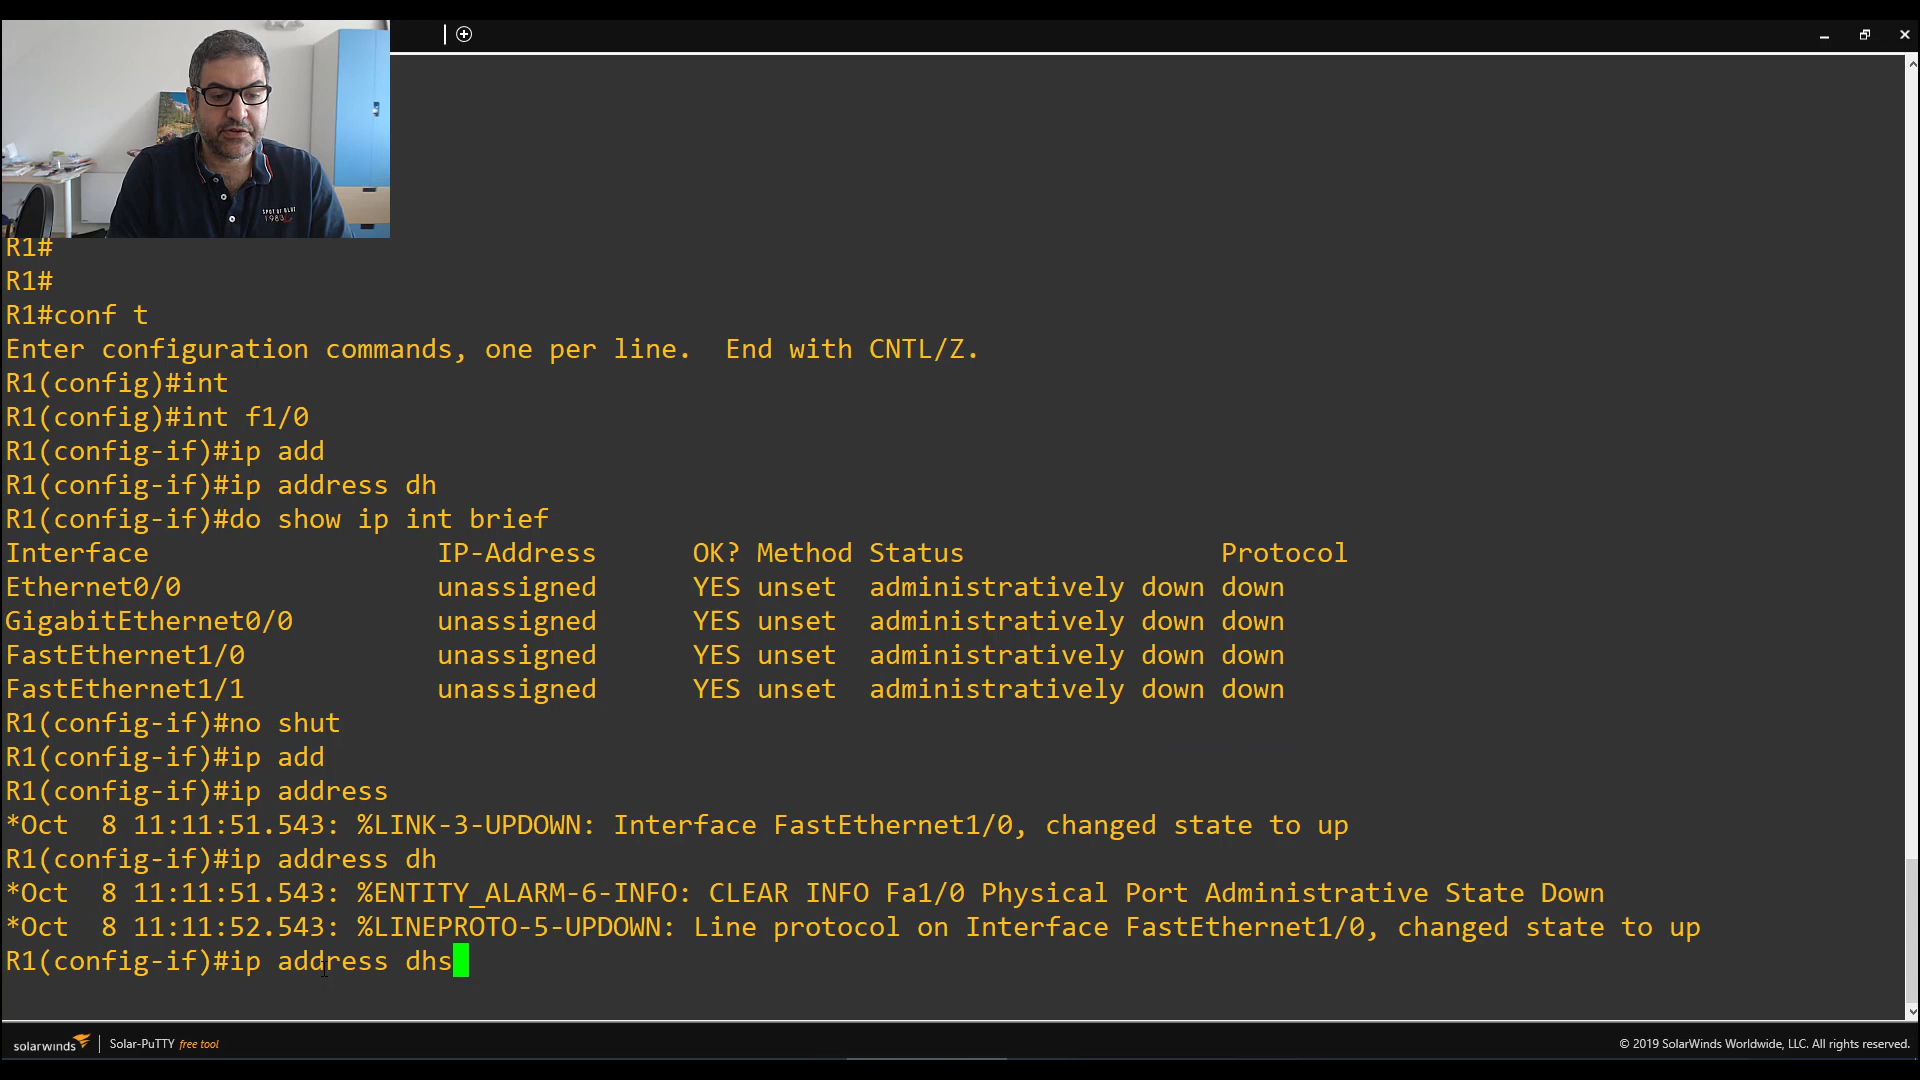 SPOT OF BLUE
1983
R1#
R1#
R1#conf t
Enter configuration commands, one per line.  End with CNTL/Z.
R1(config)#int
R1(config)#int f1/0
R1(config-if)#ip add
R1(config-if)#ip address dh
R1(config-if)#do show ip int brief
Interface                  IP-Address      OK? Method Status                Protocol
Ethernet0/0                unassigned      YES unset  administratively down down
GigabitEthernet0/0         unassigned      YES unset  administratively down down
FastEthernet1/0            unassigned      YES unset  administratively down down
FastEthernet1/1            unassigned      YES unset  administratively down down
R1(config-if)#no shut
R1(config-if)#ip add
R1(config-if)#ip address
*Oct  8 11:11:51.543: %LINK-3-UPDOWN: Interface FastEthernet1/0, changed state to up
R1(config-if)#ip address dh
*Oct  8 11:11:51.543: %ENTITY_ALARM-6-INFO: CLEAR INFO Fa1/0 Physical Port Administrative State Down
*Oct  8 11:11:52.543: %LINEPROTO-5-UPDOWN: Line protocol on Interface FastEthernet1/0, changed state to up
R1(config-if)#ip address dhs
solarwinds | Solar-PuTTY free tool © 2019 SolarWinds Worldwide, LLC. All rights reserved.